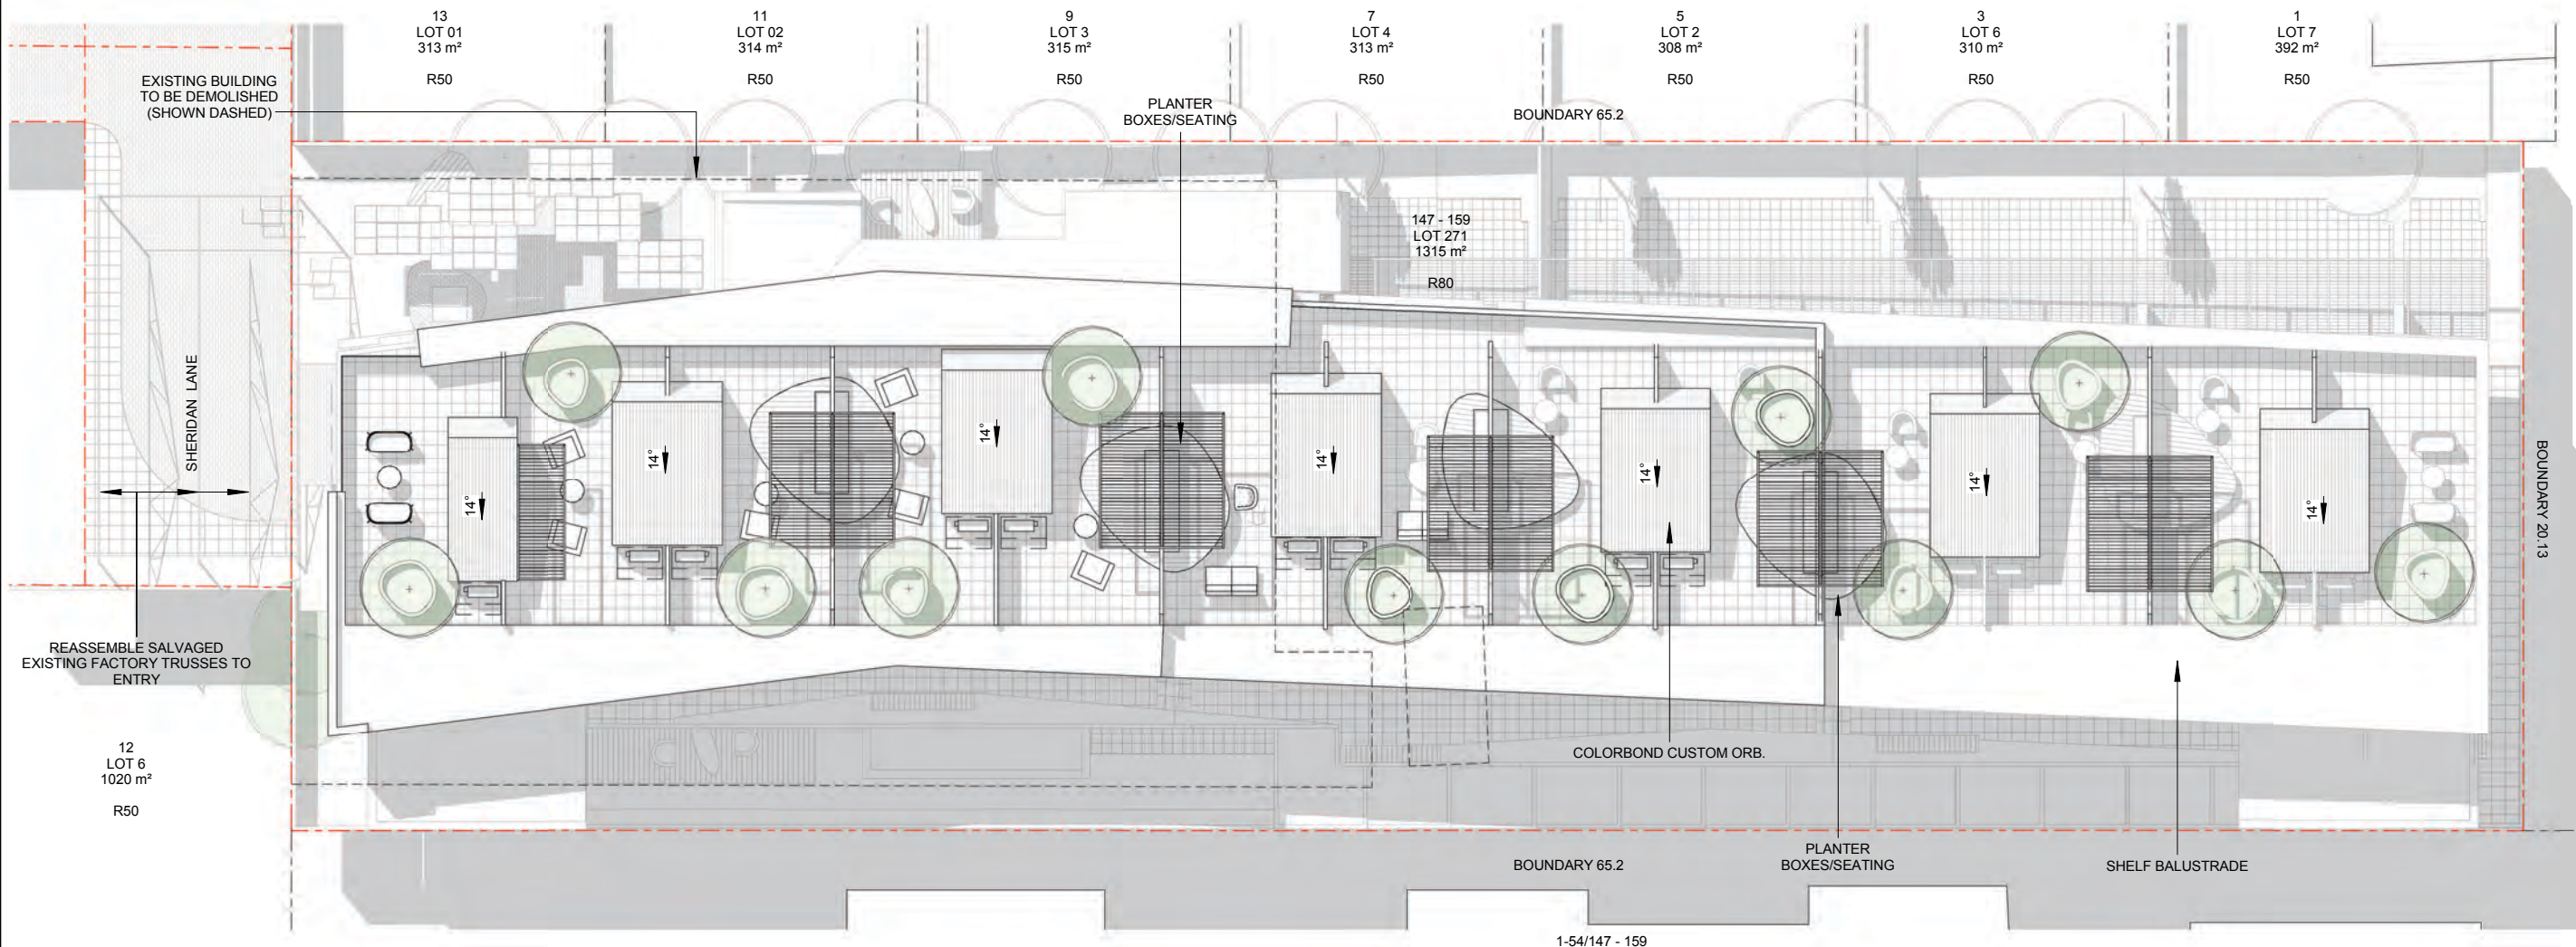 13
LOT 01
313 m²
R50
11
LOT 02
314 m²
R50
9
LOT 3
315 m²
R50
7
LOT 4
313 m²
R50
5
LOT 2
308 m²
R50
3
LOT 6
310 m²
R50
1
LOT 7
392 m²
R50
EXISTING BUILDING
TO BE DEMOLISHED
(SHOWN DASHED)
PLANTER
BOXES/SEATING
BOUNDARY 65.2
147 - 159
LOT 271
1315 m²
R80
SHERIDAN LANE
14°
14°
14°
14°
14°
14°
14°
BOUNDARY 20.13
REASSEMBLE SALVAGED
EXISTING FACTORY TRUSSES TO
ENTRY
12
LOT 6
1020 m²
R50
COLORBOND CUSTOM ORB.
BOUNDARY 65.2
PLANTER
BOXES/SEATING
SHELF BALUSTRADE
1-54/147 - 159